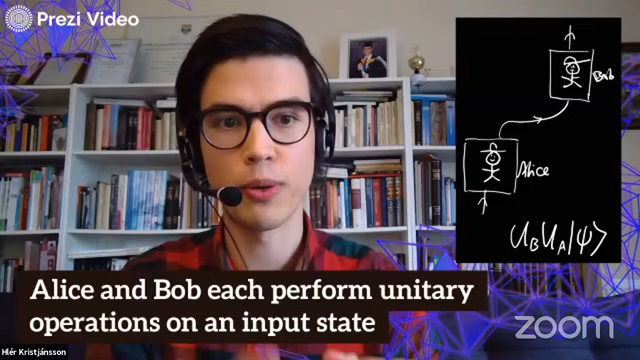 Prezi Video
Bob
Alice
U_B U_A|ψ⟩
Alice and Bob each perform unitary
operations on an input state
Hlér Kristjánsson
zoom